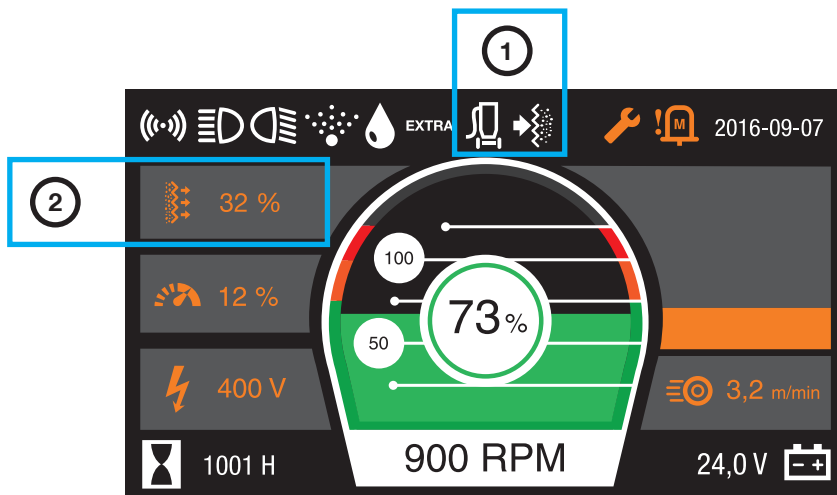 1
EXTRA
M
2016-09-07
2
32 %
100
12 %
73%
50
400 V
3,2 m/min
1001 H
900 RPM
24,0 V